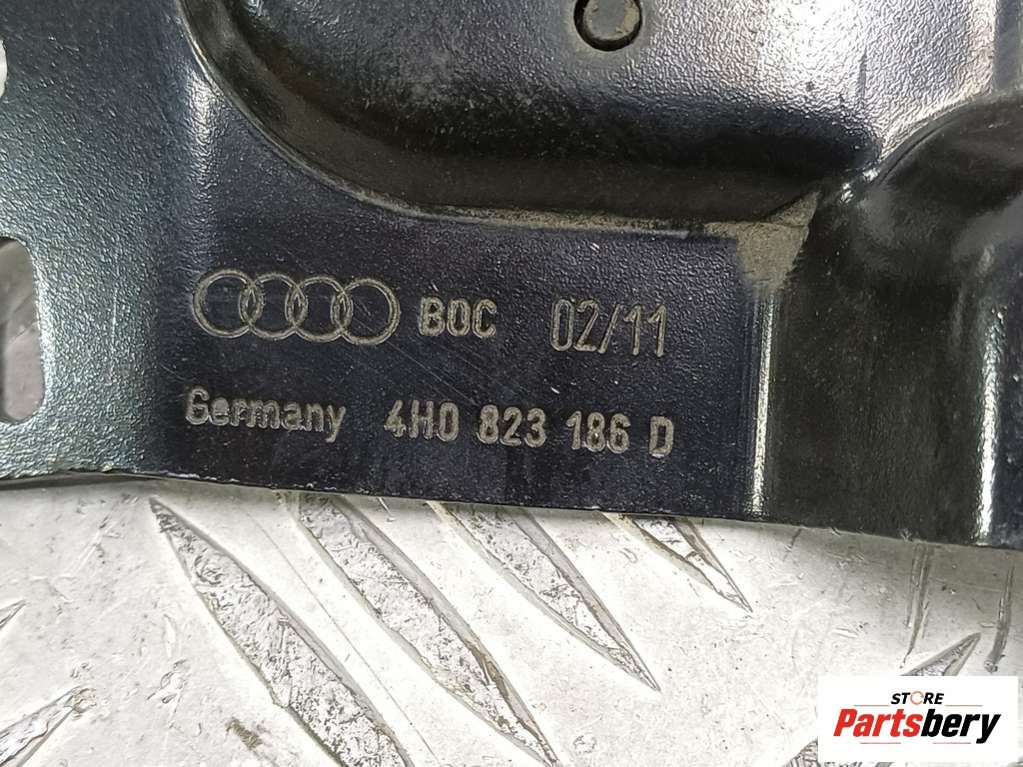 BOC 02/11
Germany 4H0 823 186 D
STORE
Partsbery